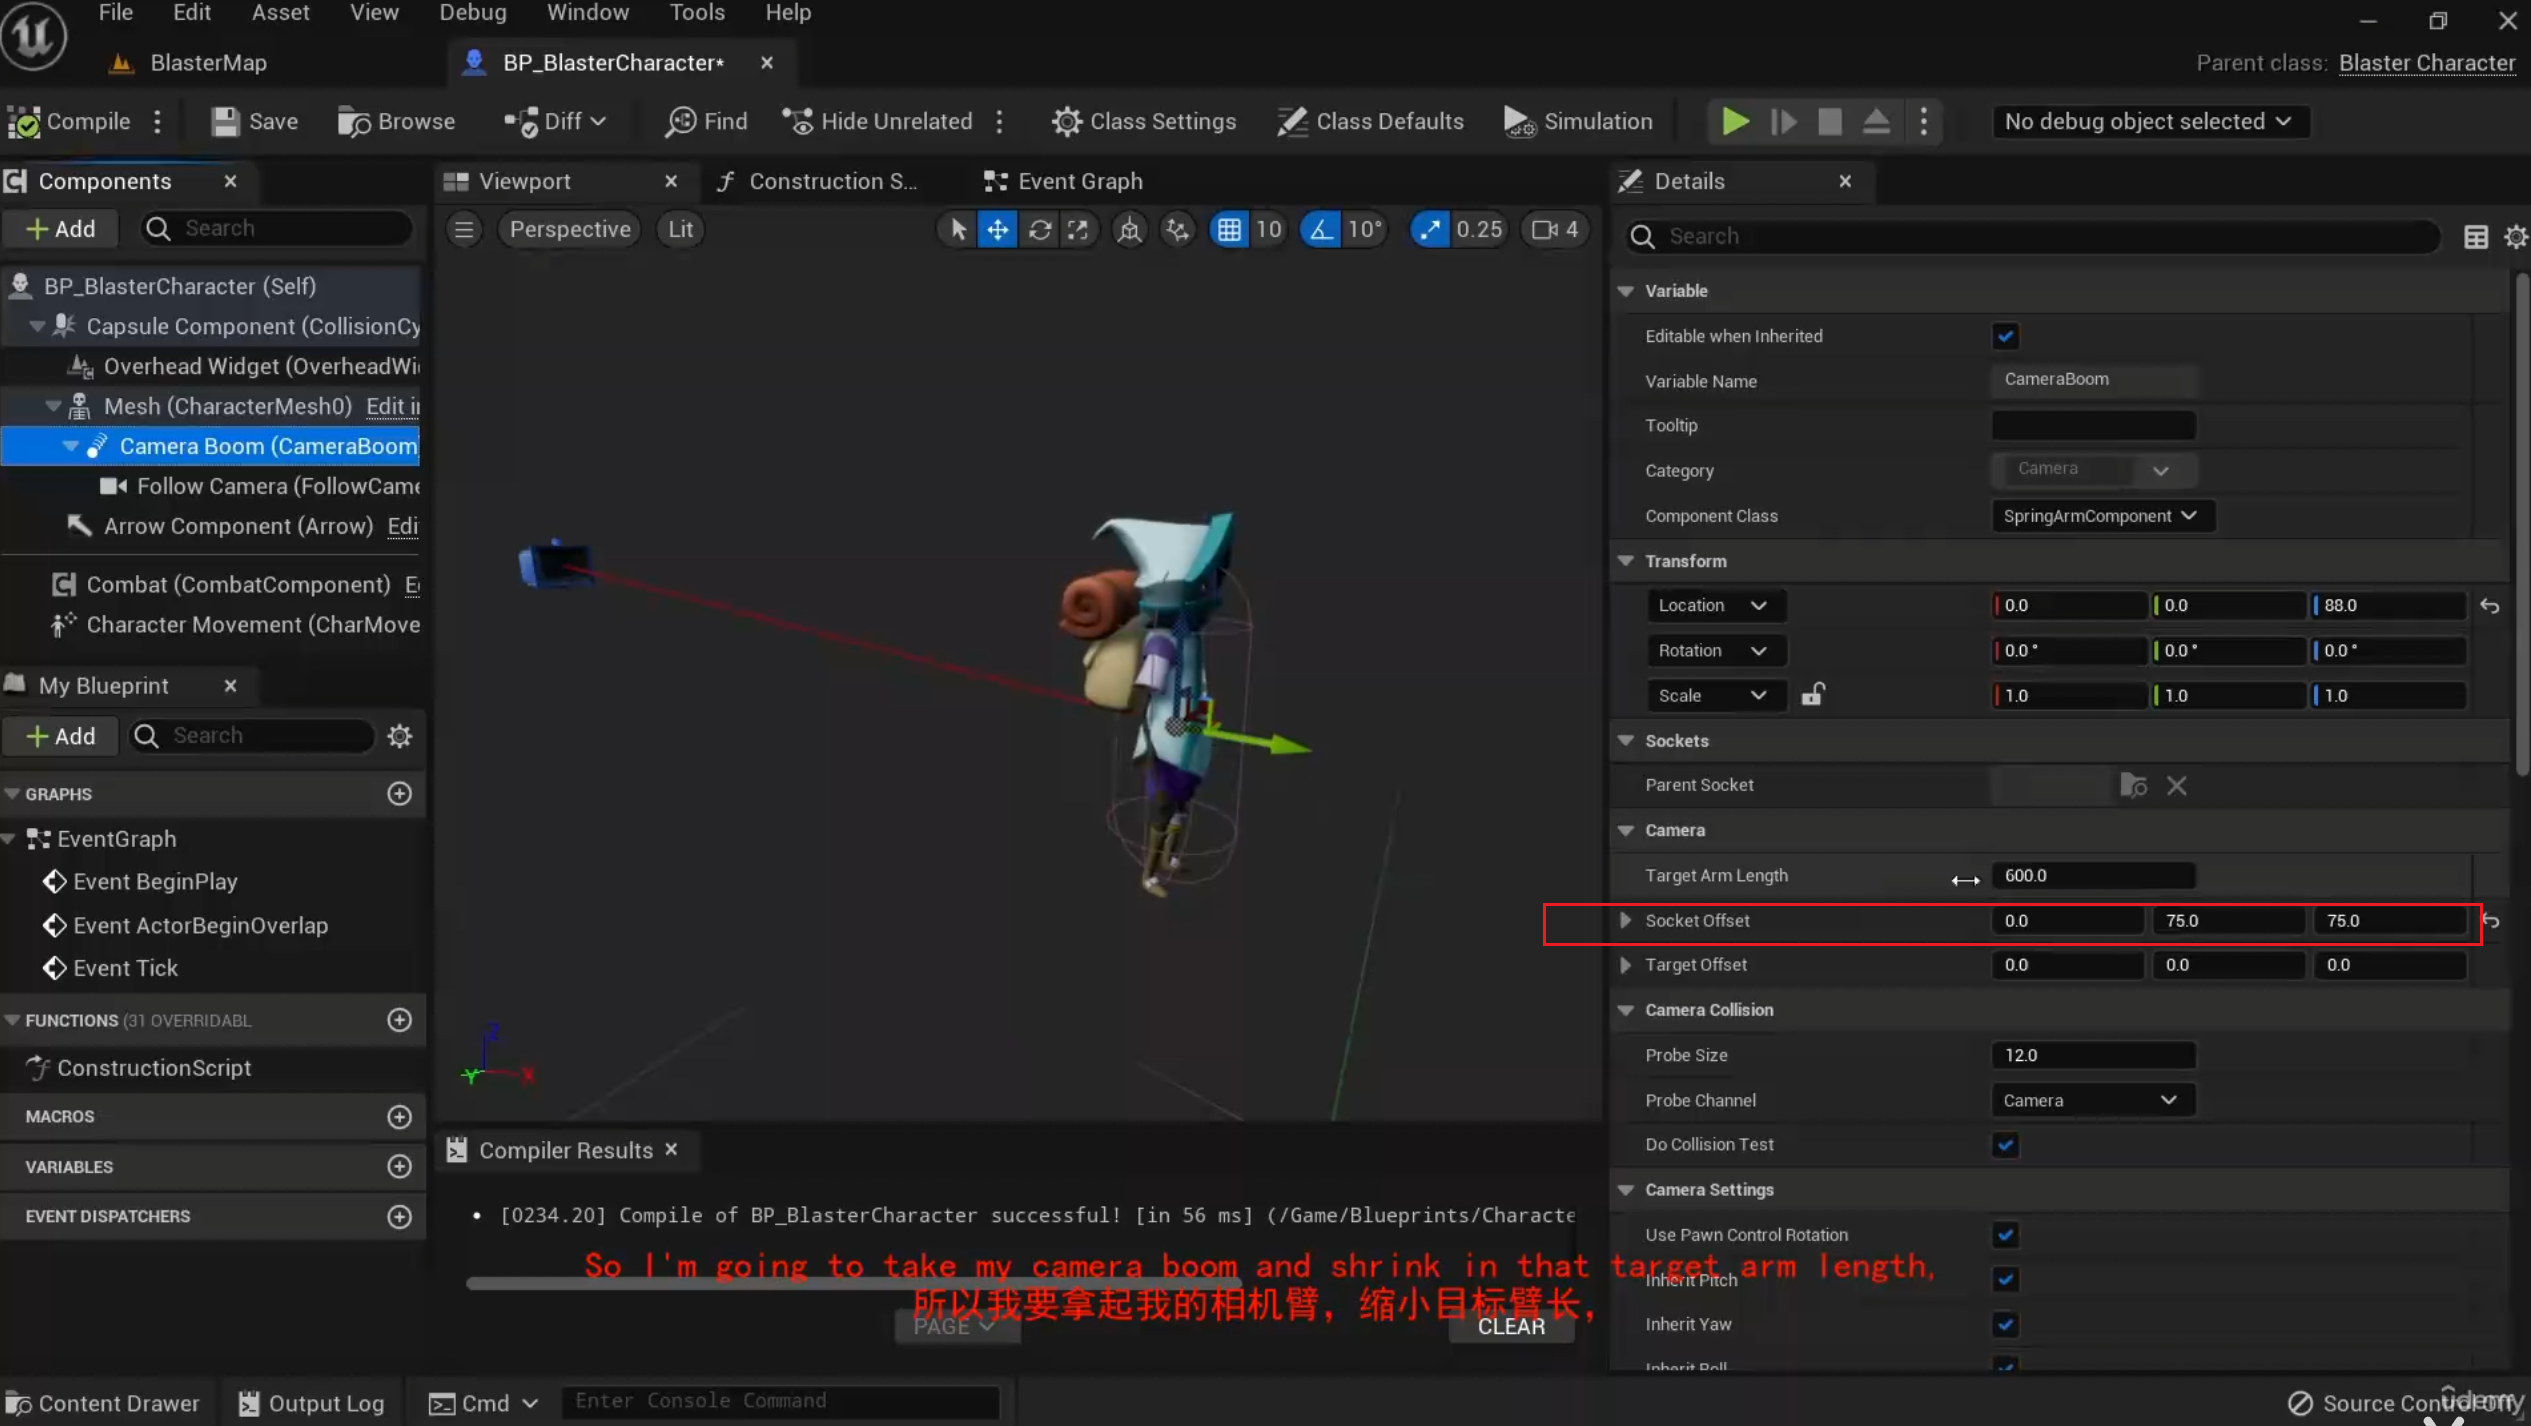 File Edit Asset View Debug Window Tools Help
BlasterMap
BP_BlasterCharacter*
Parent class: Blaster Character
Compile
Save
Browse
Diff
Find
Hide Unrelated
Class Settings
Class Defaults
Simulation
No debug object selected
Components
Add
Search
BP_BlasterCharacter (Self)
Capsule Component (CollisionCy
Overhead Widget (OverheadWi
Mesh (CharacterMesh0) Edit i
Camera Boom (CameraBoom
Follow Camera (FollowCame
Arrow Component (Arrow) Edi
Combat (CombatComponent) E
Character Movement (CharMove
My Blueprint
Add
Search
GRAPHS
EventGraph
Event BeginPlay
Event ActorBeginOverlap
Event Tick
FUNCTIONS (31 OVERRIDABL
ConstructionScript
MACROS
VARIABLES
EVENT DISPATCHERS
Viewport
Construction S...
Event Graph
Perspective
Lit
10
10°
0.25
4
Z
Y
X
Compiler Results
[0234.20] Compile of BP_BlasterCharacter successful! [in 56 ms] (/Game/Blueprints/Characte
So I'm going to take my camera boom and shrink in that target arm length,
所以我要拿起我的相机臂，缩小目标臂长，
PAGE
CLEAR
Details
Search
Variable
Editable when Inherited
Variable Name CameraBoom
Tooltip
Category Camera
Component Class SpringArmComponent
Transform
Location 0.0 0.0 88.0
Rotation 0.0 ° 0.0 ° 0.0 °
Scale 1.0 1.0 1.0
Sockets
Parent Socket
Camera
Target Arm Length 600.0
Socket Offset 0.0 75.0 75.0
Target Offset 0.0 0.0 0.0
Camera Collision
Probe Size 12.0
Probe Channel Camera
Do Collision Test
Camera Settings
Use Pawn Control Rotation
Inherit Pitch
Inherit Yaw
Inherit Roll
Content Drawer
Output Log
Cmd
Enter Console Command
Source Control Off
udemy